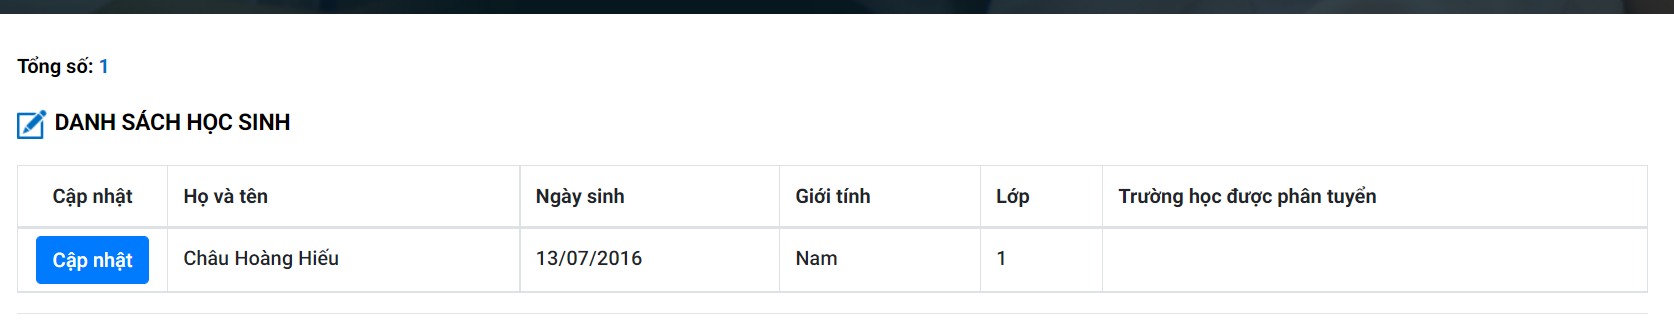 Tổng số: 1
DANH SÁCH HỌC SINH
Cập nhật Họ và tên Ngày sinh Giới tính Lớp Trường học được phân tuyển
Cập nhật Châu Hoàng Hiếu 13/07/2016 Nam 1